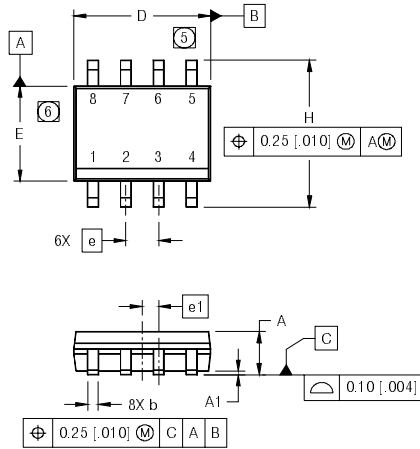 D
B
5
A
6
8 7 6 5
E
H
1 2 3 4
⌖ 0.25 [.010] Ⓜ AⓂ
6X e
e1
A
C
A1
8X b
⌓ 0.10 [.004]
⌖ 0.25 [.010] Ⓜ C A B